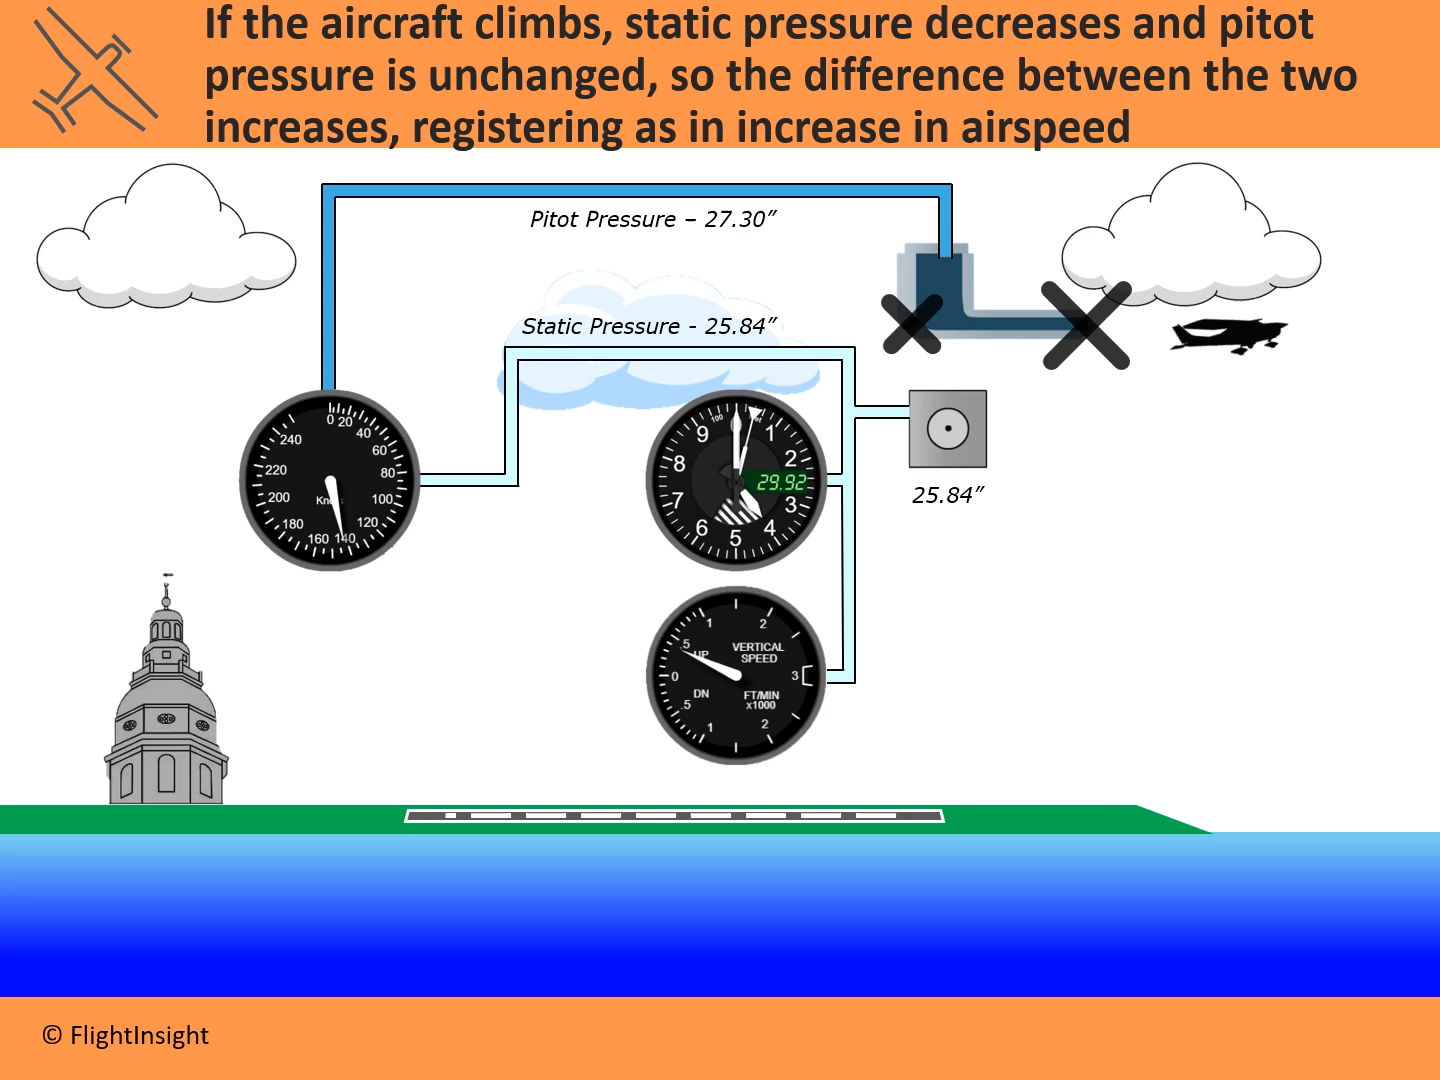 If the aircraft climbs, static pressure decreases and pitot
pressure is unchanged, so the difference between the two
increases, registering as in increase in airspeed
Pitot Pressure – 27.30”
Static Pressure - 25.84”
0 20
40
60
80
100
120
140
160
180
200
220
240
100
9
1
8
2
29.92
7
3
6
4
5
25.84”
1
2
.5
UP
VERTICAL
SPEED
0
3
DN
FT/MIN
.5
x1000
1
2
© FlightInsight